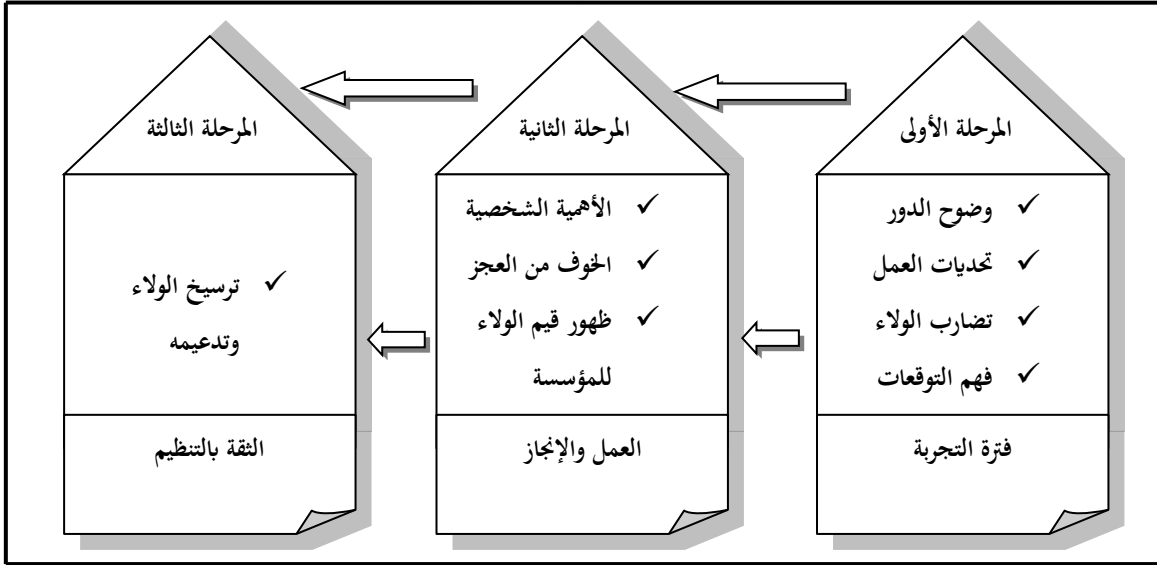 المرحلة الأولى
✓ وضوح الدور
✓ تحديات العمل
✓ تضارب الولاء
✓ فهم التوقعات
فترة التجربة
المرحلة الثانية
✓ الأهمية الشخصية
✓ الخوف من العجز
✓ ظهور قيم الولاء
للمؤسسة
العمل والإنجاز
المرحلة الثالثة
✓ ترسيخ الولاء
وتدعيمه
الثقة بالتنظيم